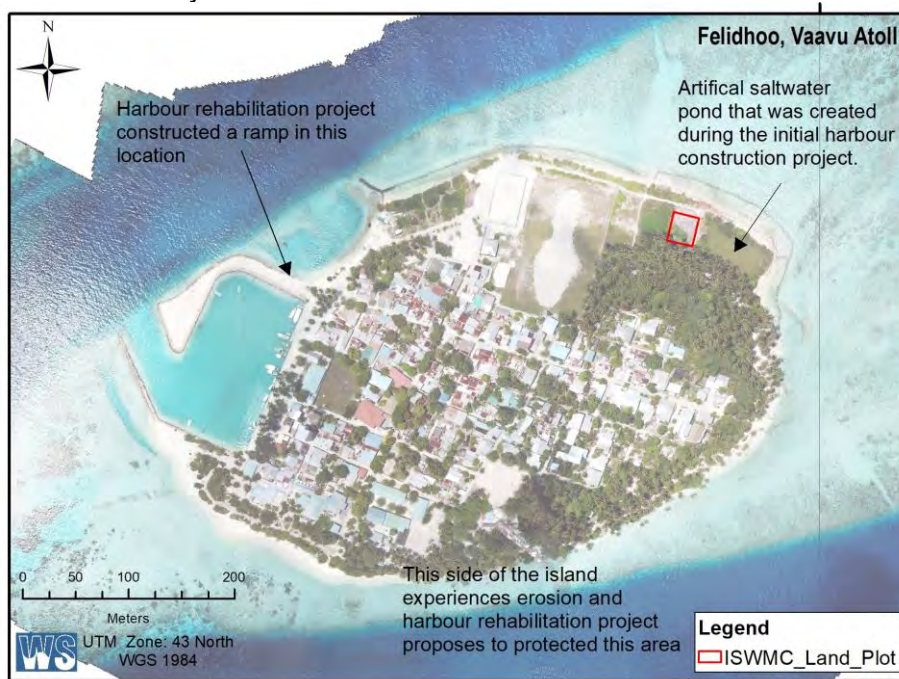 N
Felidhoo, Vaavu Atoll
Harbour rehabilitation project
constructed a ramp in this
location
Artifical saltwater
pond that was created
during the initial harbour
construction project.
This side of the island
experiences erosion and
harbour rehabilitation project
proposes to protected this area
0 50 100 200
Meters
WS
UTM Zone: 43 North
WGS 1984
Legend
ISWMC_Land_Plot